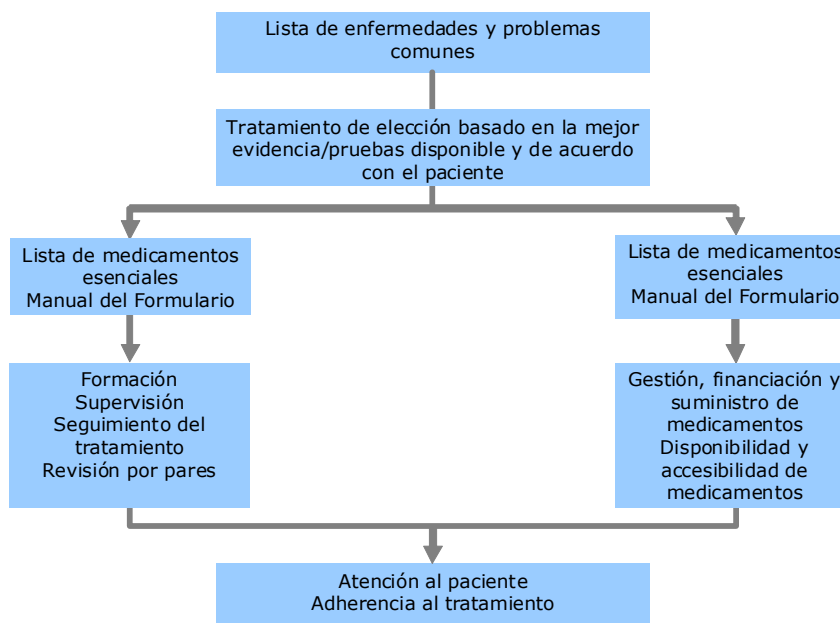 Lista de enfermedades y problemas
comunes
Tratamiento de elección basado en la mejor
evidencia/pruebas disponible y de acuerdo
con el paciente
Lista de medicamentos
esenciales
Manual del Formulario
Lista de medicamentos
esenciales
Manual del Formulario
Formación
Supervisión
Seguimiento del
tratamiento
Revisión por pares
Gestión, financiación y
suministro de
medicamentos
Disponibilidad y
accesibilidad de
medicamentos
Atención al paciente
Adherencia al tratamiento